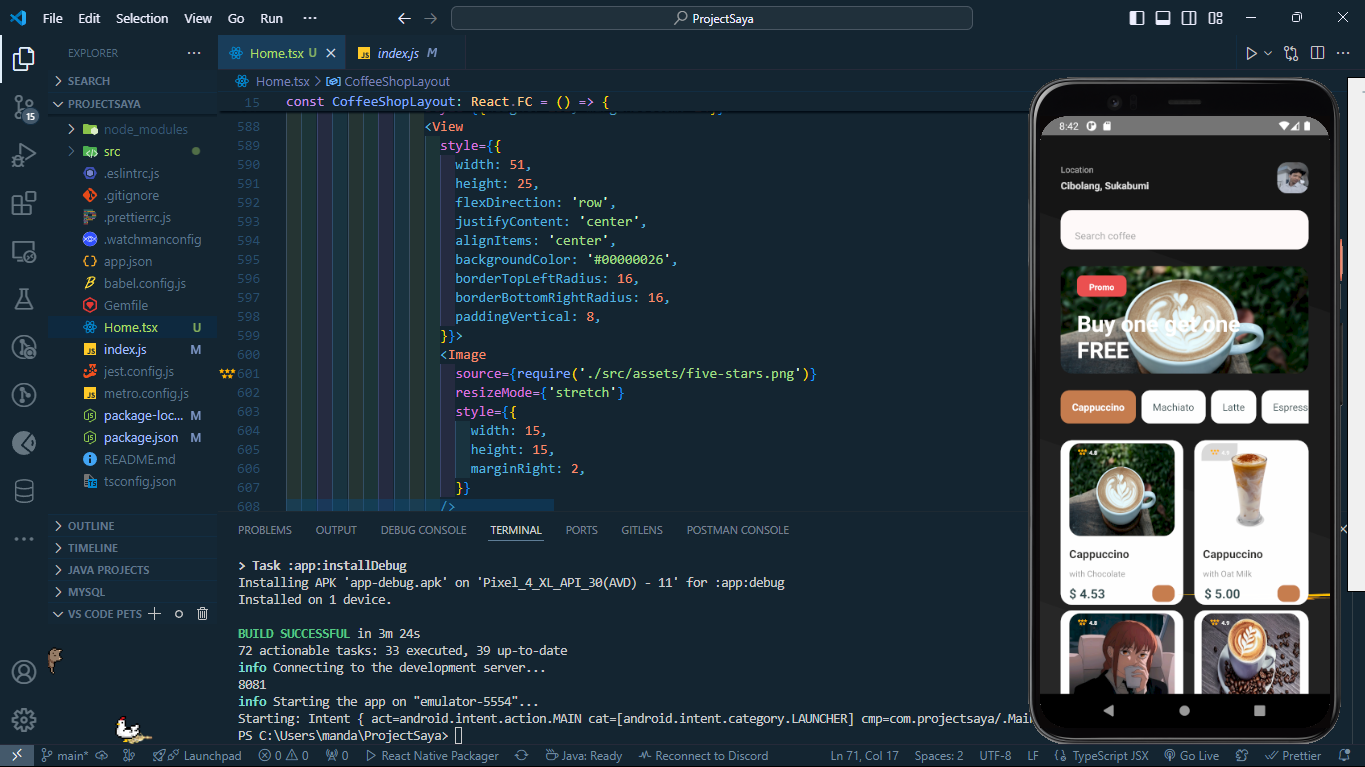 File Edit Selection View Go Run ··· ProjectSaya
EXPLORER ···
SEARCH
PROJECTSAYA
node_modules
src
.eslintrc.js
.gitignore
.prettierrc.js
.watchmanconfig
app.json
babel.config.js
Gemfile
Home.tsx U
index.js M
jest.config.js
metro.config.js
package-loc... M
package.json M
README.md
tsconfig.json
OUTLINE
TIMELINE
JAVA PROJECTS
MYSQL
VS CODE PETS
15
Home.tsx U index.js M
Home.tsx > CoffeeShopLayout
15 const CoffeeShopLayout: React.FC = () => {
588 <View
589 style={{
590 width: 51,
591 height: 25,
592 flexDirection: 'row',
593 justifyContent: 'center',
594 alignItems: 'center',
595 backgroundColor: '#00000026',
596 borderTopLeftRadius: 16,
597 borderBottomRightRadius: 16,
598 paddingVertical: 8,
599 }}>
600 <Image
601 source={require('./src/assets/five-stars.png')}
602 resizeMode={'stretch'}
603 style={{
604 width: 15,
605 height: 15,
606 marginRight: 2,
607 }}
608 />
PROBLEMS OUTPUT DEBUG CONSOLE TERMINAL PORTS GITLENS POSTMAN CONSOLE
> Task :app:installDebug
Installing APK 'app-debug.apk' on 'Pixel_4_XL_API_30(AVD) - 11' for :app:debug
Installed on 1 device.
BUILD SUCCESSFUL in 3m 24s
72 actionable tasks: 33 executed, 39 up-to-date
info Connecting to the development server...
8081
info Starting the app on "emulator-5554"...
Starting: Intent { act=android.intent.action.MAIN cat=[android.intent.category.LAUNCHER] cmp=com.projectsaya/.Mai
PS C:\Users\manda\ProjectSaya>
8:42
Location
Cibolang, Sukabumi
Search coffee
Promo
Buy one get one
FREE
Cappuccino Machiato Latte Espress
4.8 4.8
Cappuccino Cappuccino
with Chocolate with Oat Milk
$ 4.53 $ 5.00
4.8 4.9
main* Launchpad 0 0 0 React Native Packager Java: Ready Reconnect to Discord Ln 71, Col 17 Spaces: 2 UTF-8 LF TypeScript JSX Go Live Prettier